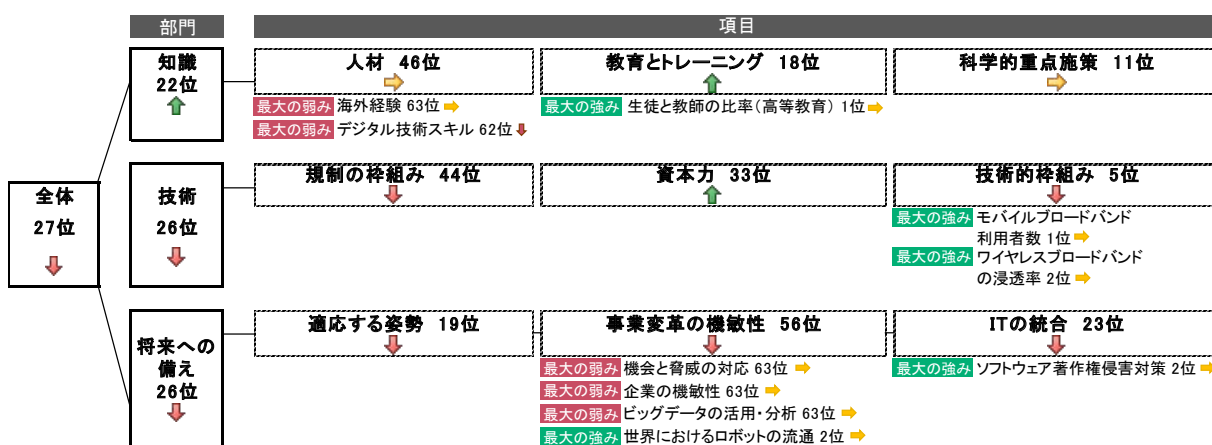 部門
項目
全体
27位
知識
22位
人材 46位
最大の弱み 海外経験 63位
最大の弱み デジタル技術スキル 62位
教育とトレーニング 18位
最大の強み 生徒と教師の比率(高等教育) 1位
科学的重点施策 11位
技術
26位
規制の枠組み 44位
資本力 33位
技術的枠組み 5位
最大の強み モバイルブロードバンド
利用者数 1位
最大の強み ワイヤレスブロードバンド
の浸透率 2位
将来への
備え
26位
適応する姿勢 19位
事業変革の機敏性 56位
最大の弱み 機会と脅威の対応 63位
最大の弱み 企業の機敏性 63位
最大の弱み ビッグデータの活用・分析 63位
最大の強み 世界におけるロボットの流通 2位
ITの統合 23位
最大の強み ソフトウェア著作権侵害対策 2位